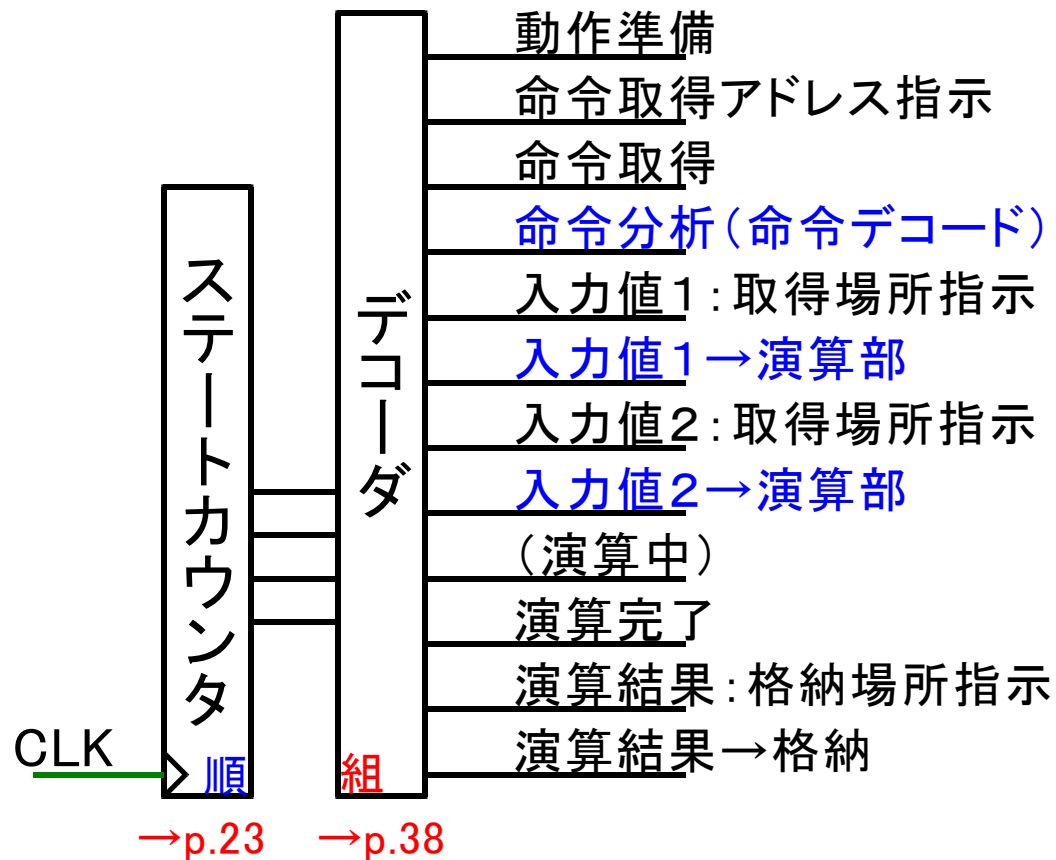 動作準備
命令取得アドレス指示
命令取得
命令分析(命令デコード)
入力値1:取得場所指示
入力値1→演算部
入力値2:取得場所指示
入力値2→演算部
(演算中)
演算完了
演算結果:格納場所指示
演算結果→格納
ステートカウンタ
デコーダ
CLK
順
組
→p.23
→p.38